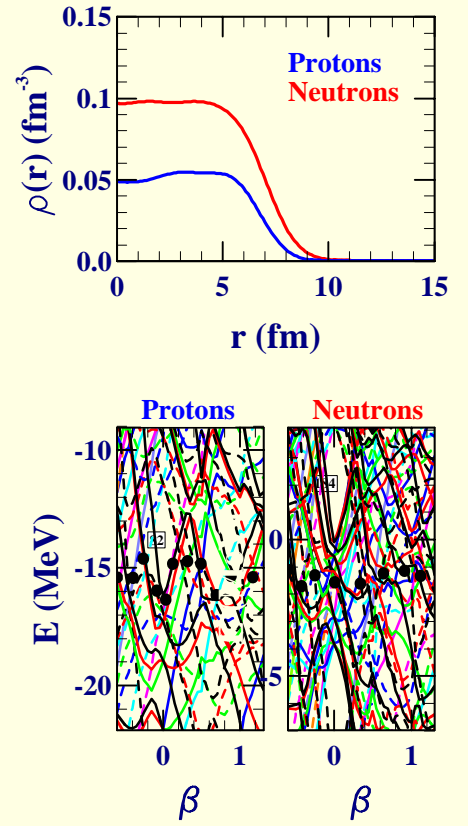 0.15
0.1
0.05
0.0
ρ(r) (fm⁻³)
Protons
Neutrons
0 5 10 15
r (fm)
Protons Neutrons
-10
-15
-20
E (MeV)
0
0 1
0 1
β β